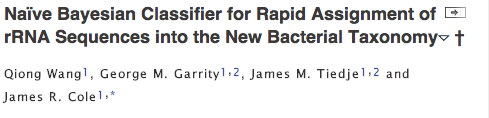 Naïve Bayesian Classifier for Rapid Assignment of
rRNA Sequences into the New Bacterial Taxonomy▿ †
Qiong Wang1, George M. Garrity1,2, James M. Tiedje1,2 and
James R. Cole1,*